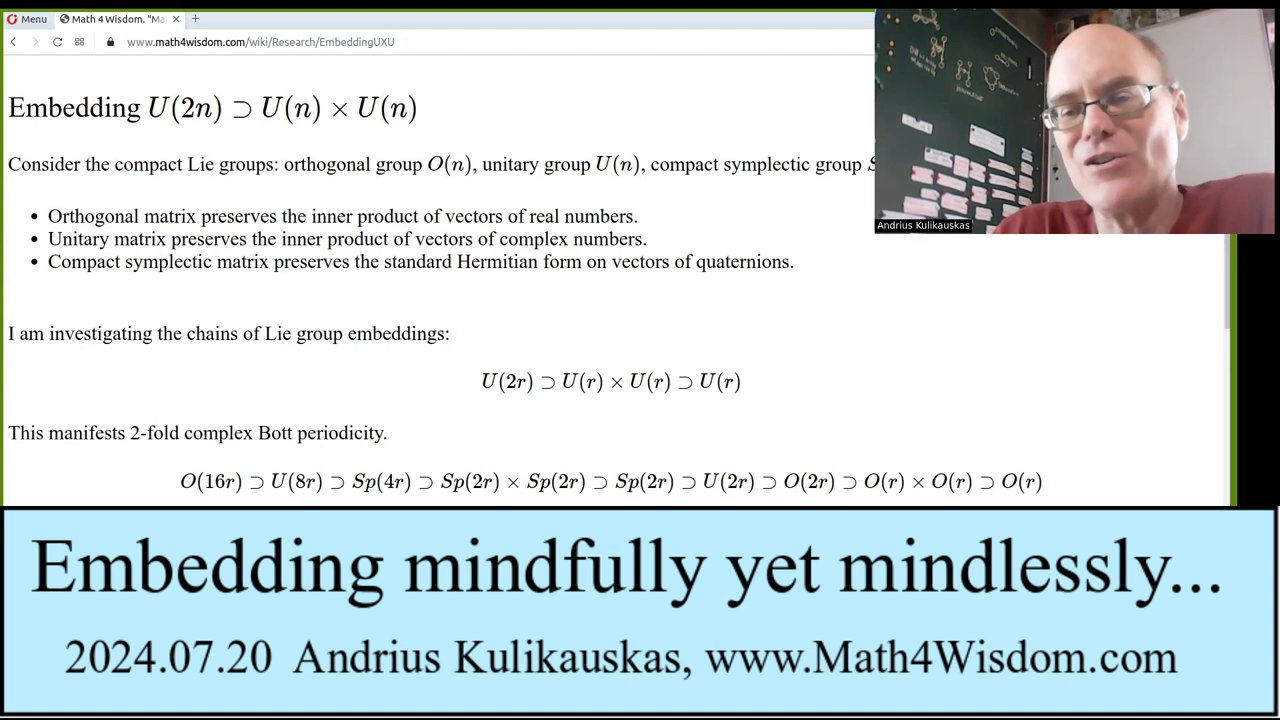 Menu
Math 4 Wisdom. "Mat
www.math4wisdom.com/wiki/Research/EmbeddingUXU
Embedding U(2n) ⊃ U(n) × U(n)
Consider the compact Lie groups: orthogonal group O(n), unitary group U(n), compact symplectic group
Orthogonal matrix preserves the inner product of vectors of real numbers.
Unitary matrix preserves the inner product of vectors of complex numbers.
Compact symplectic matrix preserves the standard Hermitian form on vectors of quaternions.
Andrius Kulikauskas
I am investigating the chains of Lie group embeddings:
U(2r) ⊃ U(r) × U(r) ⊃ U(r)
This manifests 2-fold complex Bott periodicity.
O(16r) ⊃ U(8r) ⊃ Sp(4r) ⊃ Sp(2r) × Sp(2r) ⊃ Sp(2r) ⊃ U(2r) ⊃ O(2r) ⊃ O(r) × O(r) ⊃ O(r)
Embedding mindfully yet mindlessly...
2024.07.20 Andrius Kulikauskas, www.Math4Wisdom.com